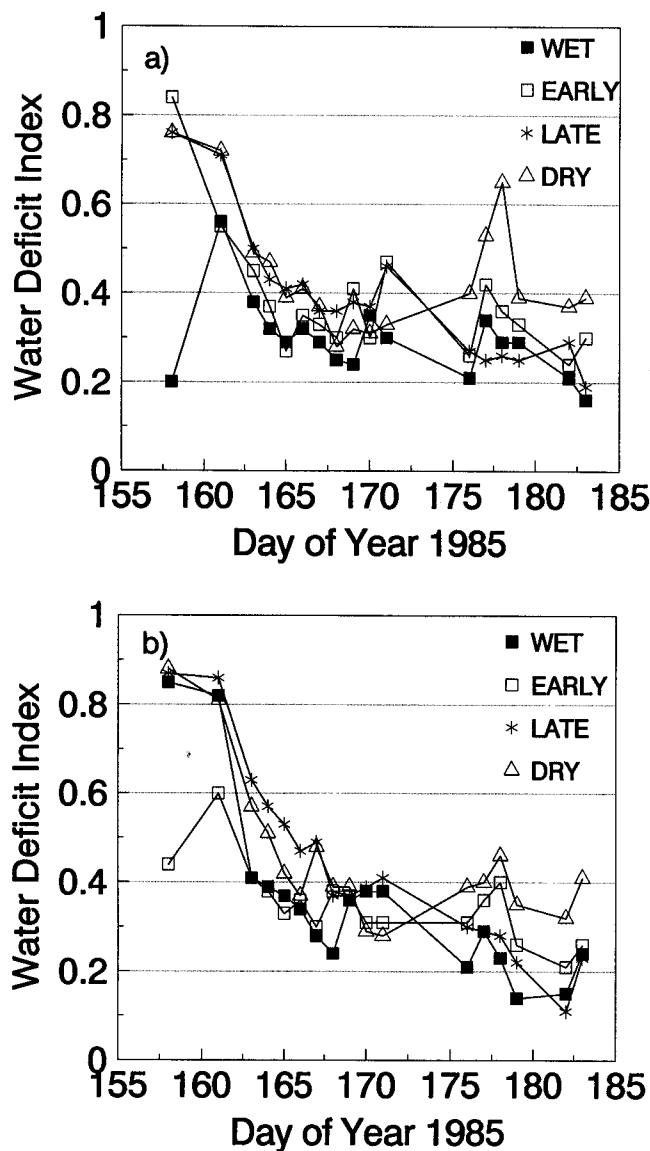 1
a)
WET
EARLY
LATE
DRY
0.8
0.6
0.4
0.2
0
Water Deficit Index
155 160 165 170 175 180 185
Day of Year 1985
1
b)
WET
EARLY
LATE
DRY
0.8
0.6
0.4
0.2
0
Water Deficit Index
155 160 165 170 175 180 185
Day of Year 1985